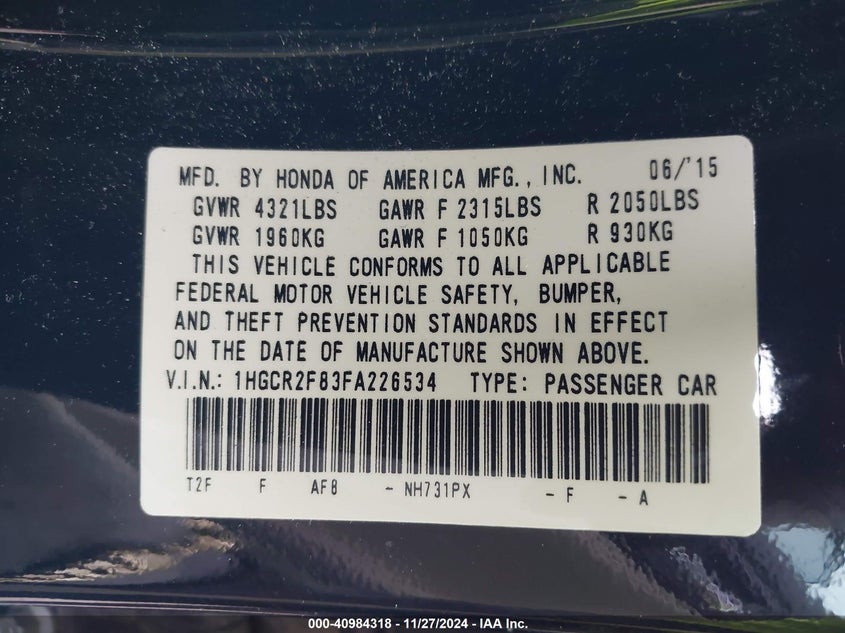 MFD. BY HONDA OF AMERICA MFG., INC. 06/'15
GVWR 4321LBS GAWR F 2315LBS R 2050LBS
GVWR 1960KG GAWR F 1050KG R 930KG
THIS VEHICLE CONFORMS TO ALL APPLICABLE
FEDERAL MOTOR VEHICLE SAFETY, BUMPER,
AND THEFT PREVENTION STANDARDS IN EFFECT
ON THE DATE OF MANUFACTURE SHOWN ABOVE.
V.I.N.: 1HGCR2F83FA226534 TYPE: PASSENGER CAR
T2F F AF8 - NH731PX - F - A
000-40984318 - 11/27/2024 - IAA Inc.